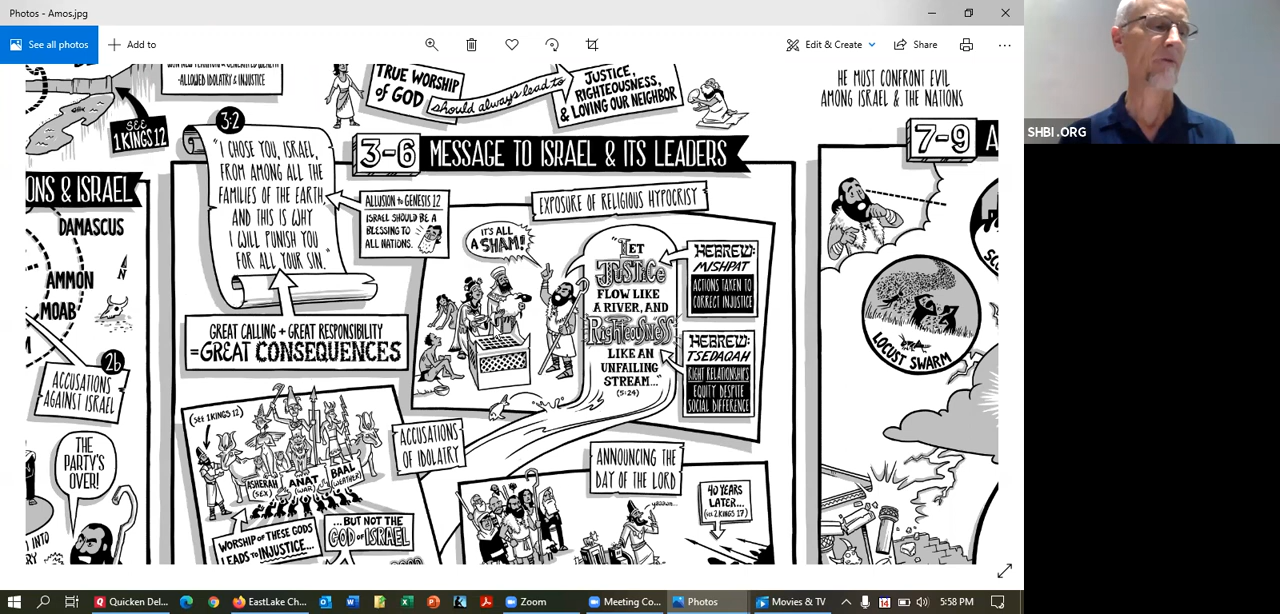 Photos - Amos.jpg
See all photos
Add to
Edit & Create
Share
-ALLOWED IDOLATRY & INJUSTICE
SEE
1 KINGS 12
TRUE WORSHIP
OF GOD
should always lead to
JUSTICE,
RIGHTEOUSNESS,
& LOVING OUR NEIGHBOR
HE MUST CONFRONT EVIL
AMONG ISRAEL & THE NATIONS
SHBI.ORG
3:2
"I CHOSE YOU, ISRAEL,
FROM AMONG ALL THE
FAMILIES OF THE EARTH,
AND THIS IS WHY
I WILL PUNISH YOU
FOR ALL YOUR SIN."
3-6 MESSAGE TO ISRAEL & ITS LEADERS
7-9 A
ONS & ISRAEL
DAMASCUS
N
AMMON
MOAB
2b
ACCUSATIONS
AGAINST ISRAEL
THE
PARTY'S
OVER!
INTO
ALLUSION to GENESIS 12
ISRAEL SHOULD BE A
BLESSING TO
ALL NATIONS.
GREAT CALLING + GREAT RESPONSIBILITY
= GREAT CONSEQUENCES
EXPOSURE OF RELIGIOUS HYPOCRISY
IT'S ALL
A SHAM!
"LET
JUSTICE
FLOW LIKE
A RIVER, AND
RIGHTEOUSNESS
LIKE AN
UNFAILING
STREAM..."
(5:24)
HEBREW:
MISHPAT
ACTIONS TAKEN TO
CORRECT INJUSTICE
HEBREW:
TSEDAQAH
RIGHT RELATIONSHIPS
EQUITY DESPITE
SOCIAL DIFFERENCE
LOCUST SWARM
(SEE 1 KINGS 12)
ASHERAH
(SEX)
ANAT
(WAR)
BAAL
(WEATHER)
ACCUSATIONS
OF IDOLATRY
WORSHIP OF THESE GODS
LEADS to INJUSTICE...
...BUT NOT THE
GOD of ISRAEL
ANNOUNCING THE
DAY OF THE LORD
yawwn...
40 YEARS
LATER...
(SEE 2 KINGS 17)
Quicken Del...
EastLake Ch...
Zoom
Meeting Co...
Photos
Movies & TV
14
5:58 PM